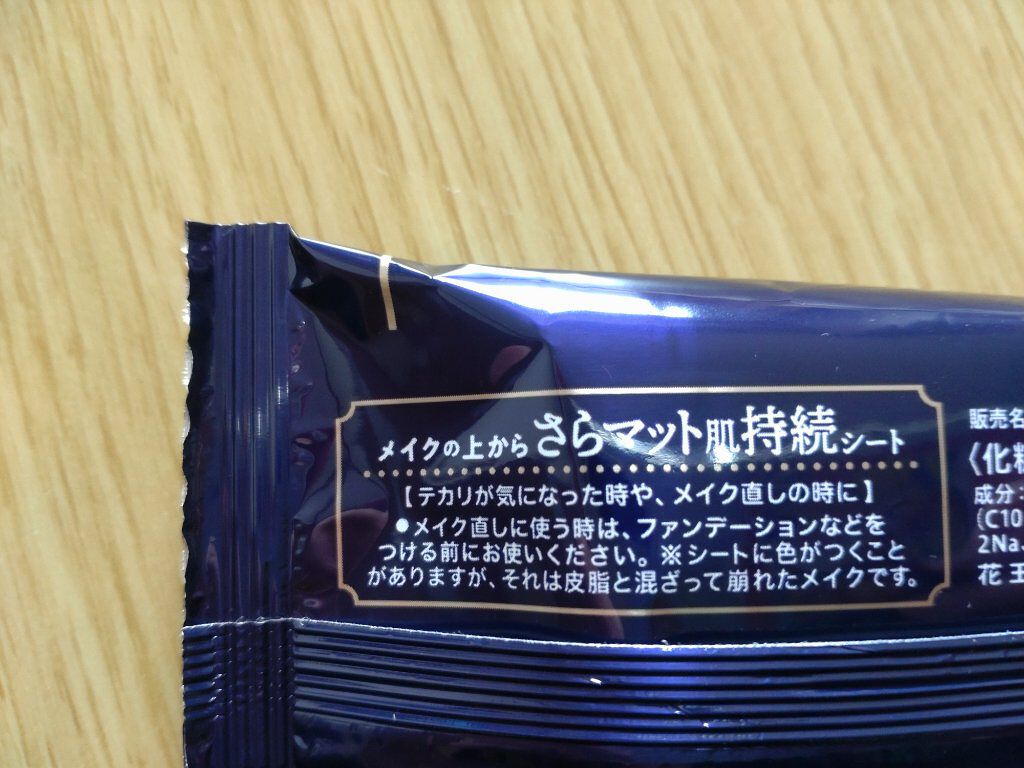 メイクの上からさらマット肌持続シート
【テカリが気になった時や、メイク直しの時に】
●メイク直しに使う時は、ファンデーションなどを
つける前にお使いください。※シートに色がつくこと
がありますが、それは皮脂と混ざって崩れたメイクです。
販売名
〈化粧
成分：
(C10
2Na、
花王